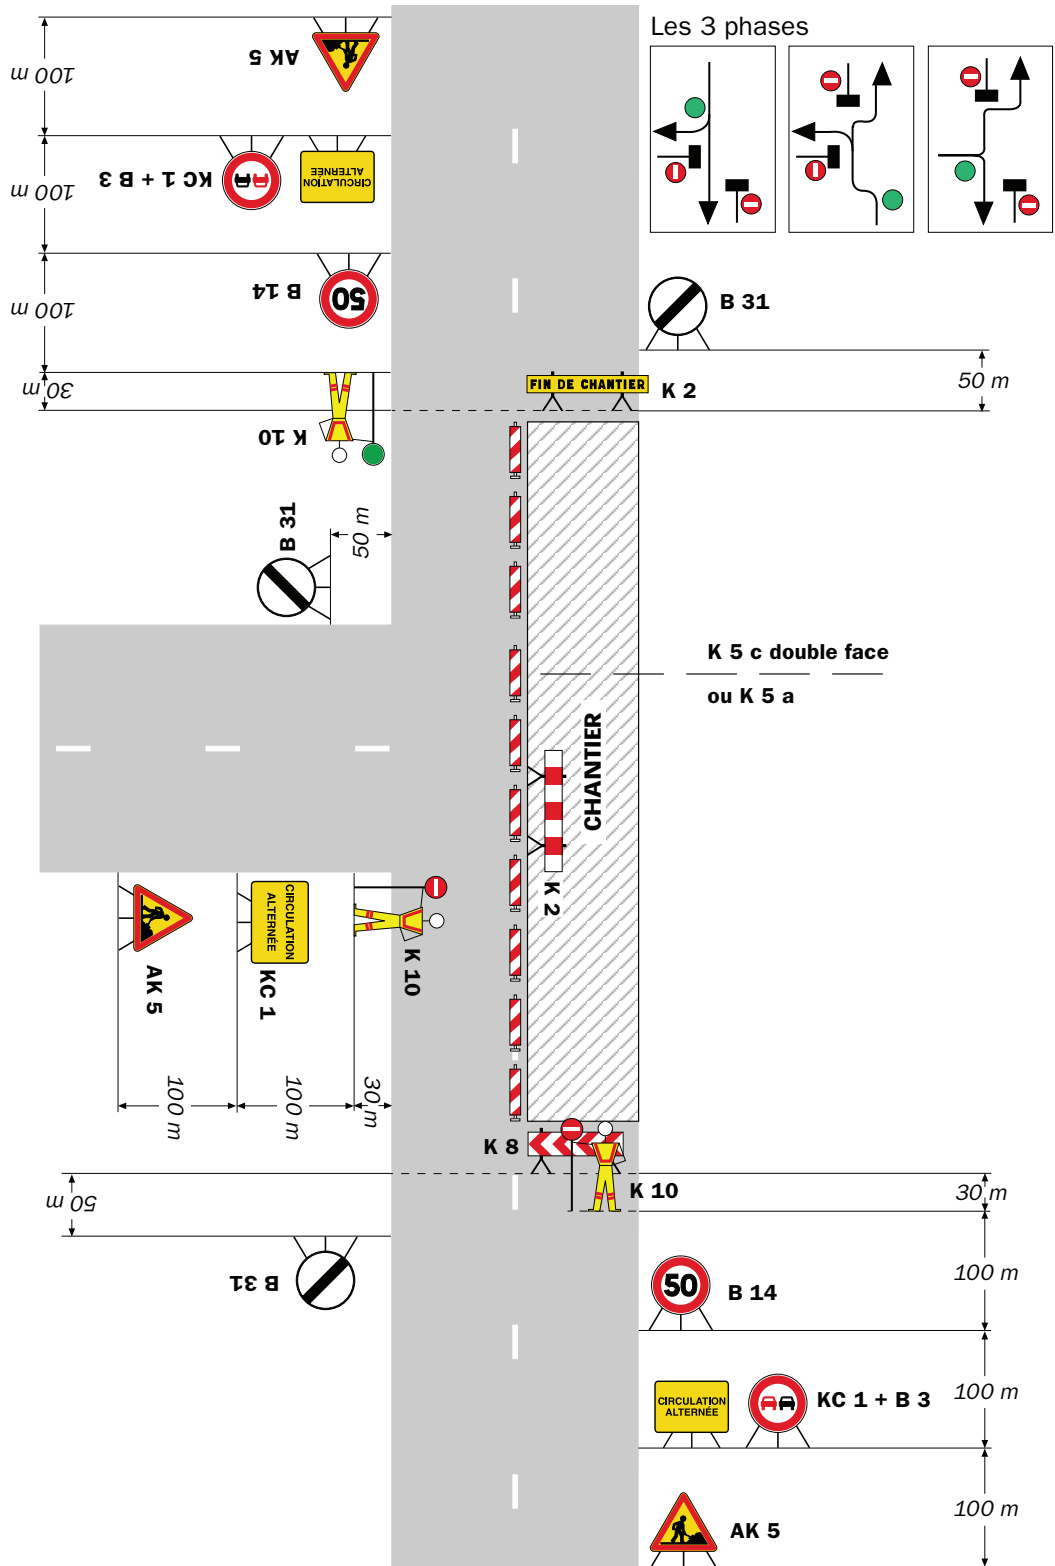 Les 3 phases
AK 5
100 m
CIRCULATION
ALTERNÉE
KC 1 + B 3
100 m
50
B 14
100 m
B 31
50 m
FIN DE CHANTIER
K 2
30 m
K 10
B 31
50 m
K 5 c double face
ou K 5 a
CHANTIER
K 2
CIRCULATION
ALTERNÉE
AK 5
KC 1
K 10
100 m
100 m
30 m
K 8
K 10
30 m
50 m
B 31
50
B 14
100 m
CIRCULATION
ALTERNÉE
KC 1 + B 3
100 m
AK 5
100 m